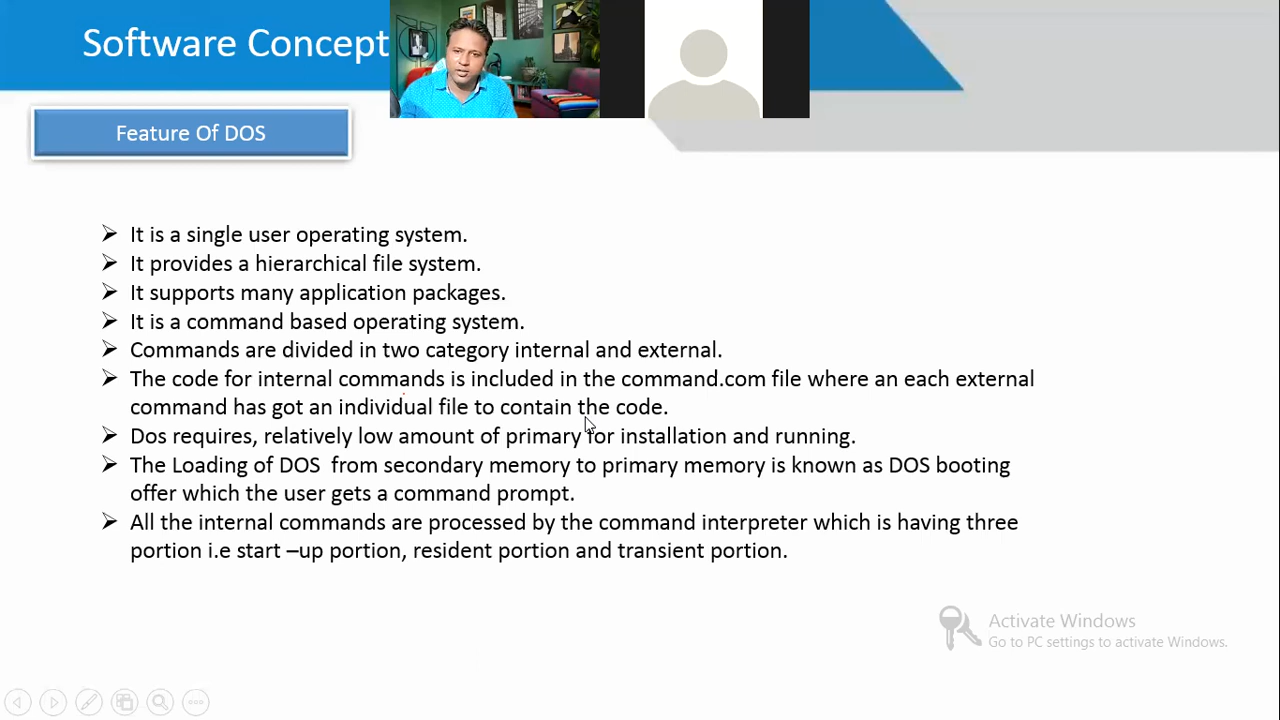 Software Concept
Feature Of DOS
It is a single user operating system.
It provides a hierarchical file system.
It supports many application packages.
It is a command based operating system.
Commands are divided in two category internal and external.
The code for internal commands is included in the command.com file where an each external
command has got an individual file to contain the code.
Dos requires, relatively low amount of primary for installation and running.
The Loading of DOS from secondary memory to primary memory is known as DOS booting
offer which the user gets a command prompt.
All the internal commands are processed by the command interpreter which is having three
portion i.e start –up portion, resident portion and transient portion.
Activate Windows
Go to PC settings to activate Windows.